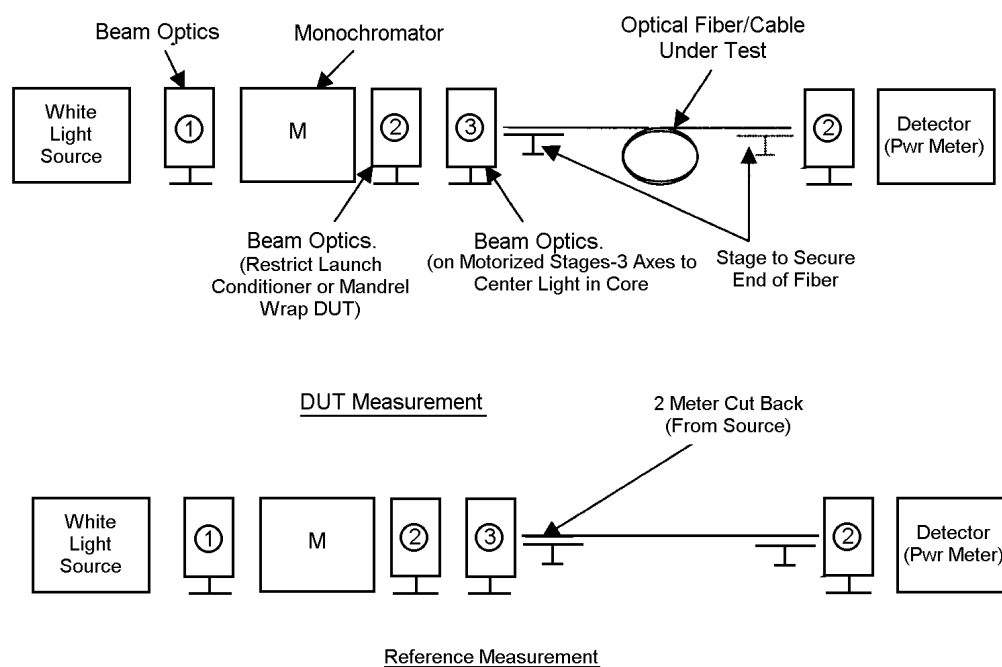 Beam Optics
Monochromator
Optical Fiber/Cable
Under Test
White
Light
Source
1
M
2
3
2
Detector
(Pwr Meter)
Beam Optics.
(Restrict Launch
Conditioner or Mandrel
Wrap DUT)
Beam Optics.
(on Motorized Stages-3 Axes to
Center Light in Core
Stage to Secure
End of Fiber
DUT Measurement
2 Meter Cut Back
(From Source)
White
Light
Source
1
M
2
3
2
Detector
(Pwr Meter)
Reference Measurement